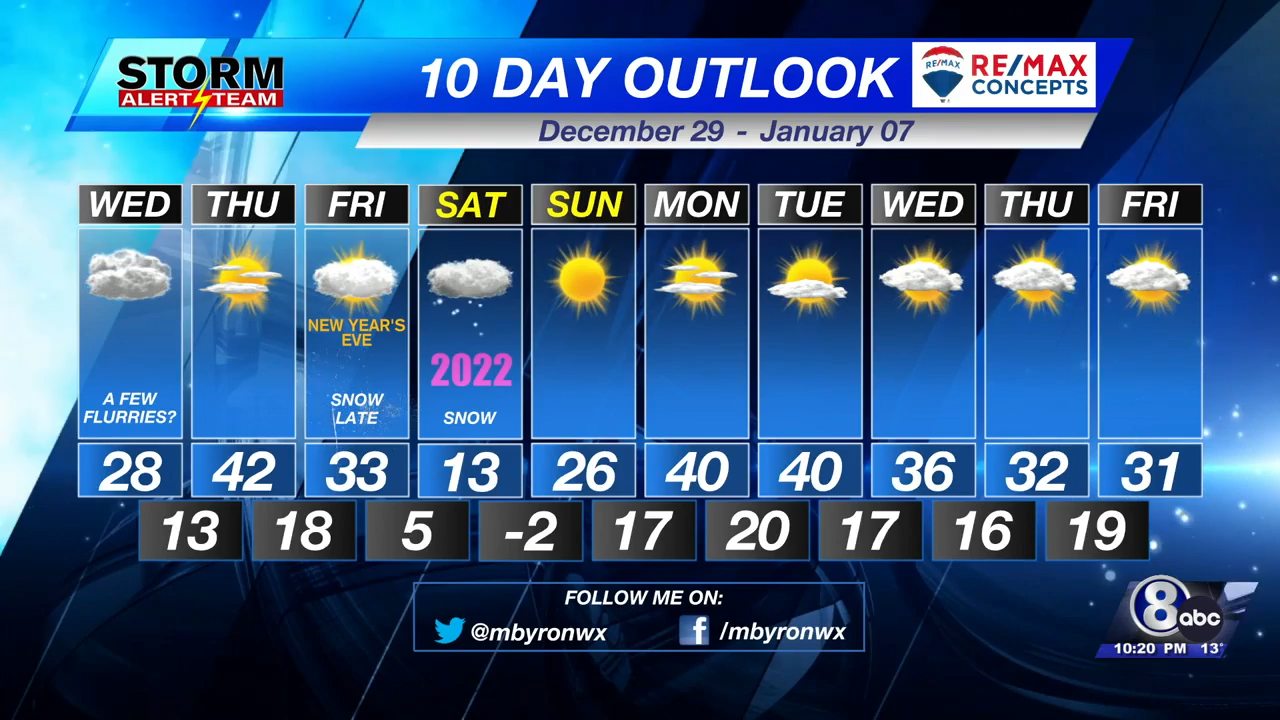 STORM
ALERT TEAM
10 DAY OUTLOOK
RE/MAX
RE/MAX
CONCEPTS
December 29 - January 07
WED THU FRI SAT SUN MON TUE WED THU FRI
NEW YEAR'S
EVE
2022
A FEW
FLURRIES?
SNOW
LATE
SNOW
28 42 33 13 26 40 40 36 32 31
13 18 5 -2 17 20 17 16 19
FOLLOW ME ON:
@mbyronwx /mbyronwx
8 abc
10:20 PM 13°